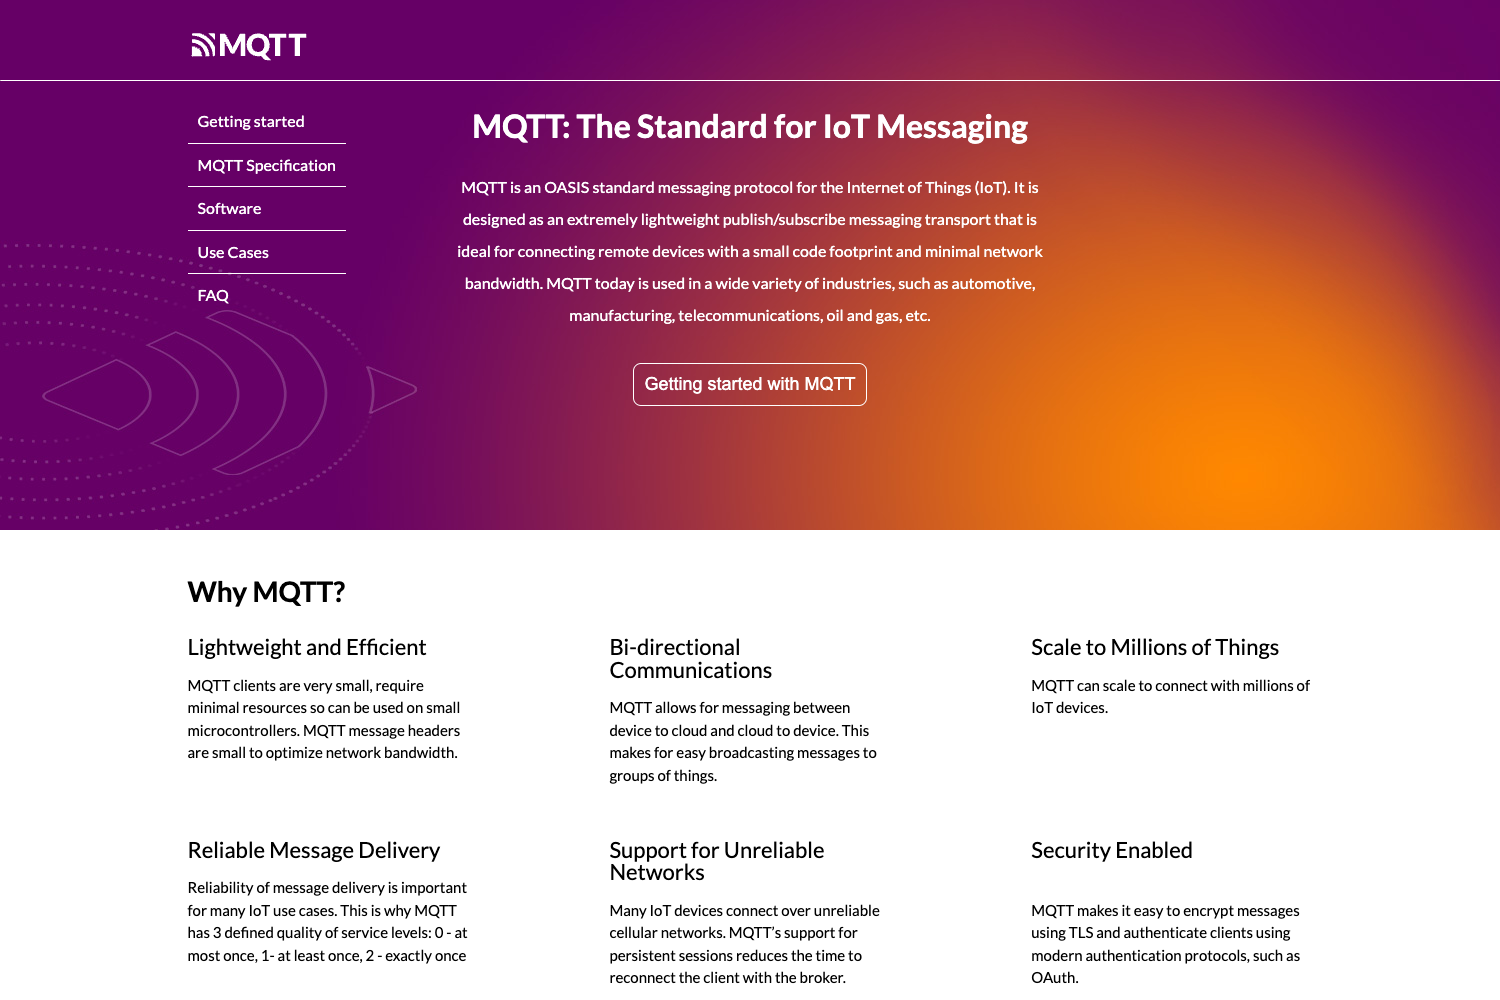 MQTT
Getting started
MQTT Specification
Software
Use Cases
FAQ
MQTT: The Standard for IoT Messaging
MQTT is an OASIS standard messaging protocol for the Internet of Things (IoT). It is
designed as an extremely lightweight publish/subscribe messaging transport that is
ideal for connecting remote devices with a small code footprint and minimal network
bandwidth. MQTT today is used in a wide variety of industries, such as automotive,
manufacturing, telecommunications, oil and gas, etc.
Getting started with MQTT
Why MQTT?
Lightweight and Efficient
MQTT clients are very small, require
minimal resources so can be used on small
microcontrollers. MQTT message headers
are small to optimize network bandwidth.
Bi-directional
Communications
MQTT allows for messaging between
device to cloud and cloud to device. This
makes for easy broadcasting messages to
groups of things.
Scale to Millions of Things
MQTT can scale to connect with millions of
IoT devices.
Reliable Message Delivery
Reliability of message delivery is important
for many IoT use cases. This is why MQTT
has 3 defined quality of service levels: 0 - at
most once, 1- at least once, 2 - exactly once
Support for Unreliable
Networks
Many IoT devices connect over unreliable
cellular networks. MQTT’s support for
persistent sessions reduces the time to
reconnect the client with the broker.
Security Enabled
MQTT makes it easy to encrypt messages
using TLS and authenticate clients using
modern authentication protocols, such as
OAuth.